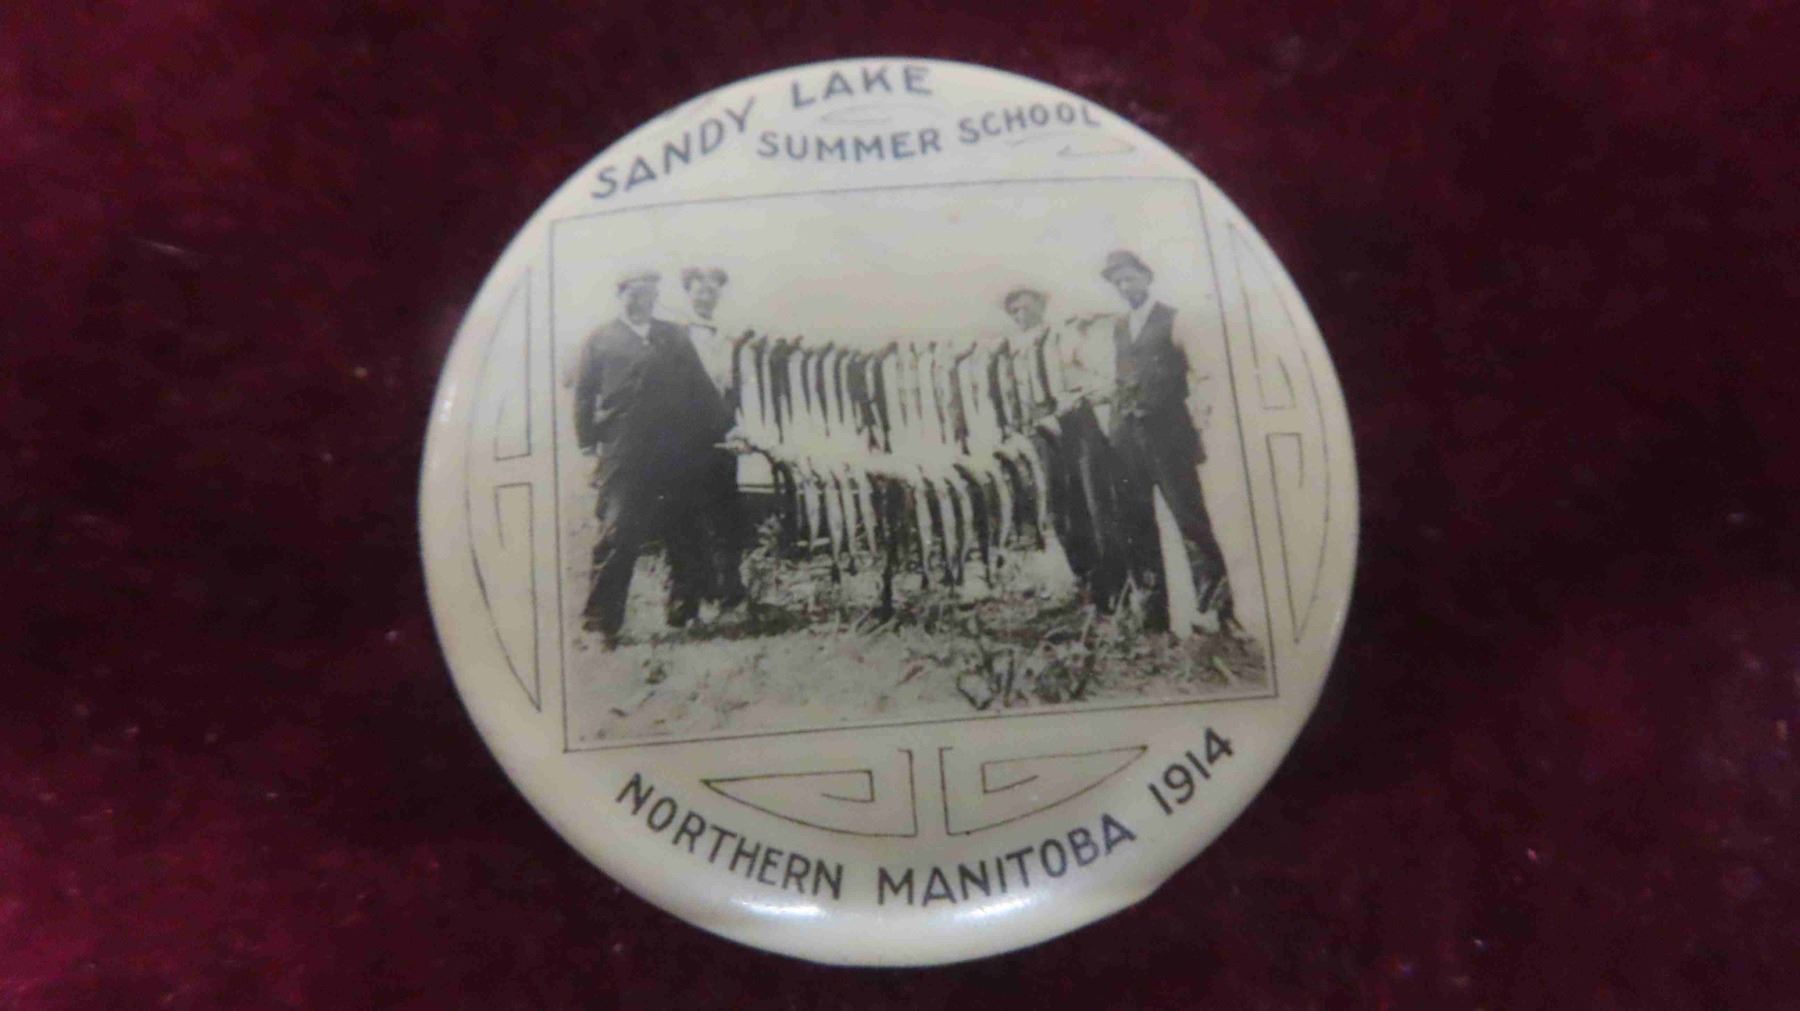 SANDY LAKE
SUMMER SCHOOL
NORTHERN MANITOBA 1914